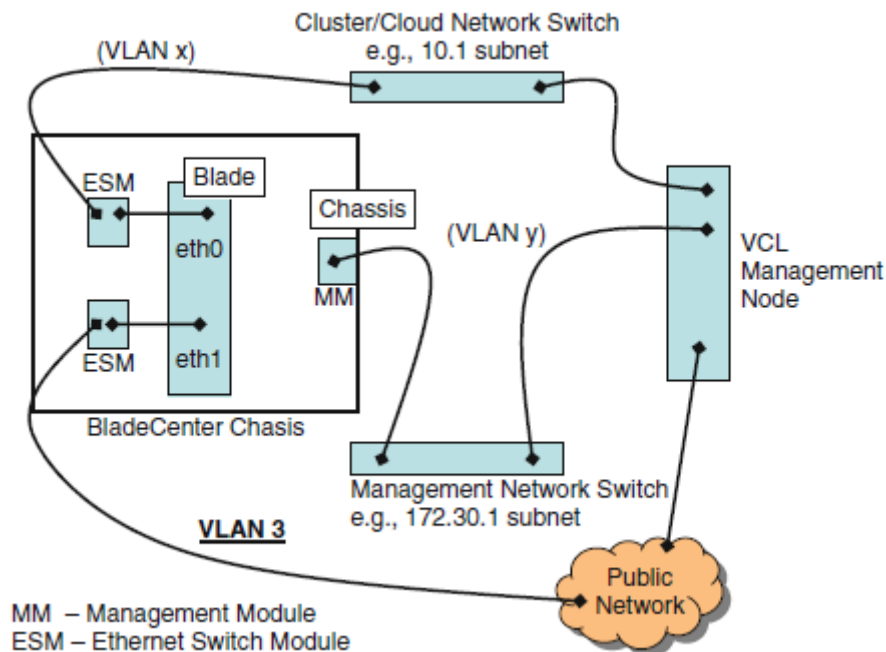 Cluster/Cloud Network Switch
e.g., 10.1 subnet
(VLAN x)
ESM
Blade
eth0
Chassis
MM
(VLAN y)
VCL
Management
Node
ESM
eth1
BladeCenter Chasis
Management Network Switch
e.g., 172.30.1 subnet
VLAN 3
Public
Network
MM – Management Module
ESM – Ethernet Switch Module